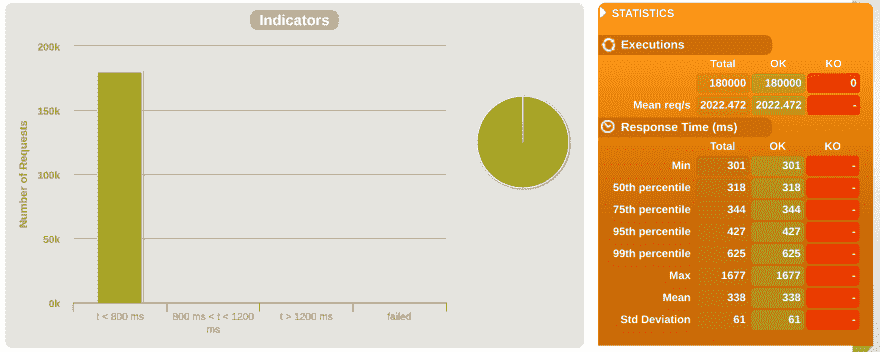 Indicators
200k
150k
100k
50k
0k
Number of Requests
t < 800 ms
800 ms < t < 1200
ms
t > 1200 ms
failed
STATISTICS
Executions
Total OK KO
180000 180000 0
Mean req/s 2022.472 2022.472 -
Response Time (ms)
Total OK KO
Min 301 301 -
50th percentile 318 318 -
75th percentile 344 344 -
95th percentile 427 427 -
99th percentile 625 625 -
Max 1677 1677 -
Mean 338 338 -
Std Deviation 61 61 -